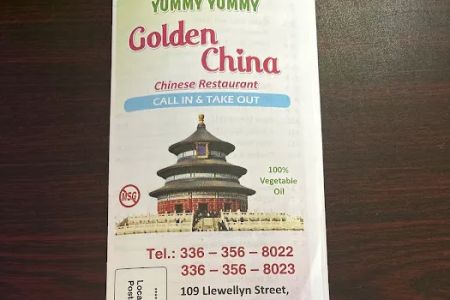 YUMMY YUMMY
Golden
China
Chinese Restaurant
CALL IN & TAKE OUT
100%
Vegetable
Oil
MSG
Tel.: 336 – 356 – 8022
336 – 356 – 8023
109 Llewellyn Street,